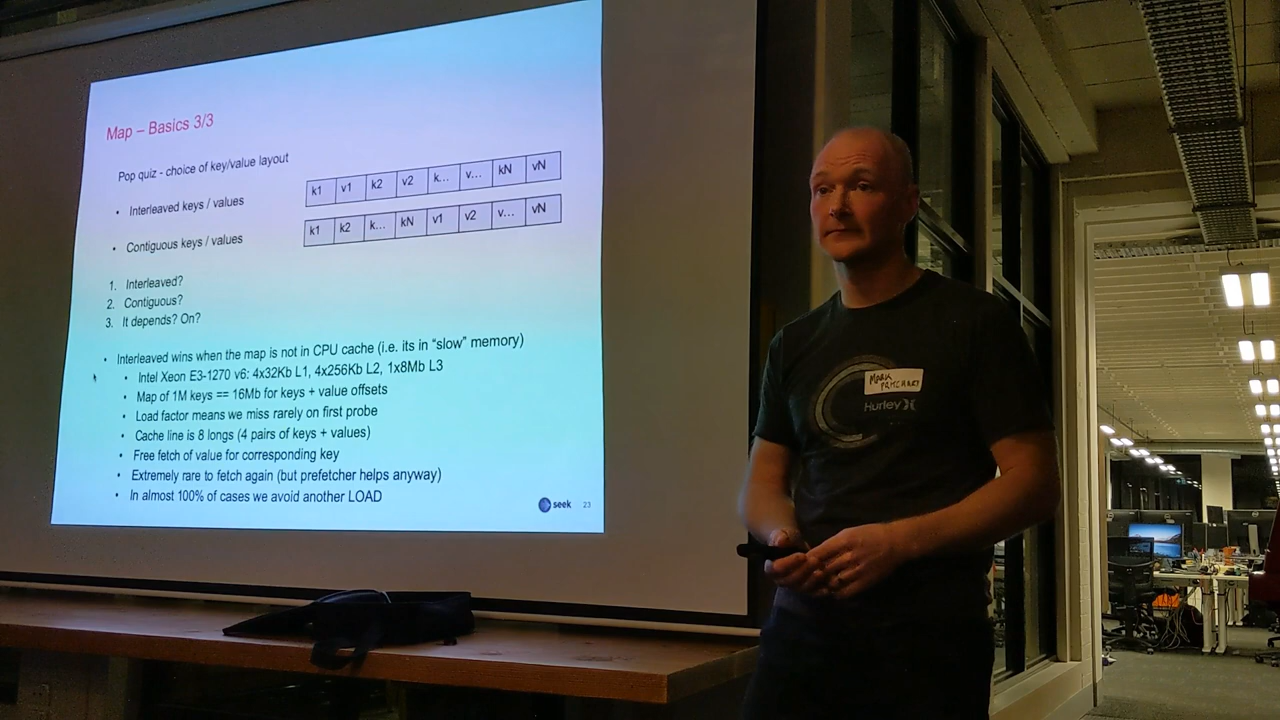 Map – Basics 3/3
Pop quiz - choice of key/value layout
• Interleaved keys / values
k1 v1 k2 v2 k... v... kN vN
• Contiguous keys / values
k1 k2 k... kN v1 v2 v... vN
1. Interleaved?
2. Contiguous?
3. It depends? On?
• Interleaved wins when the map is not in CPU cache (i.e. its in “slow” memory)
• Intel Xeon E3-1270 v6: 4x32Kb L1, 4x256Kb L2, 1x8Mb L3
• Map of 1M keys == 16Mb for keys + value offsets
• Load factor means we miss rarely on first probe
• Cache line is 8 longs (4 pairs of keys + values)
• Free fetch of value for corresponding key
• Extremely rare to fetch again (but prefetcher helps anyway)
• In almost 100% of cases we avoid another LOAD
seek 23
MARK
Hurley